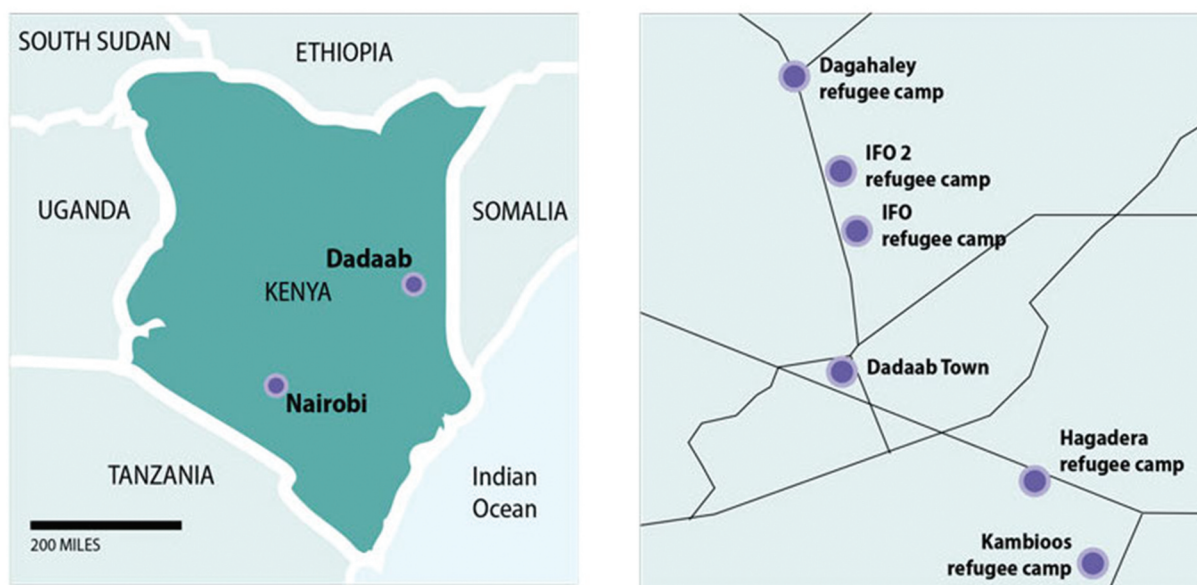 SOUTH SUDAN
ETHIOPIA
UGANDA
SOMALIA
Dadaab
KENYA
Nairobi
TANZANIA
Indian
Ocean
200 MILES
Dagahaley
refugee camp
IFO 2
refugee camp
IFO
refugee camp
Dadaab Town
Hagadera
refugee camp
Kambioos
refugee camp